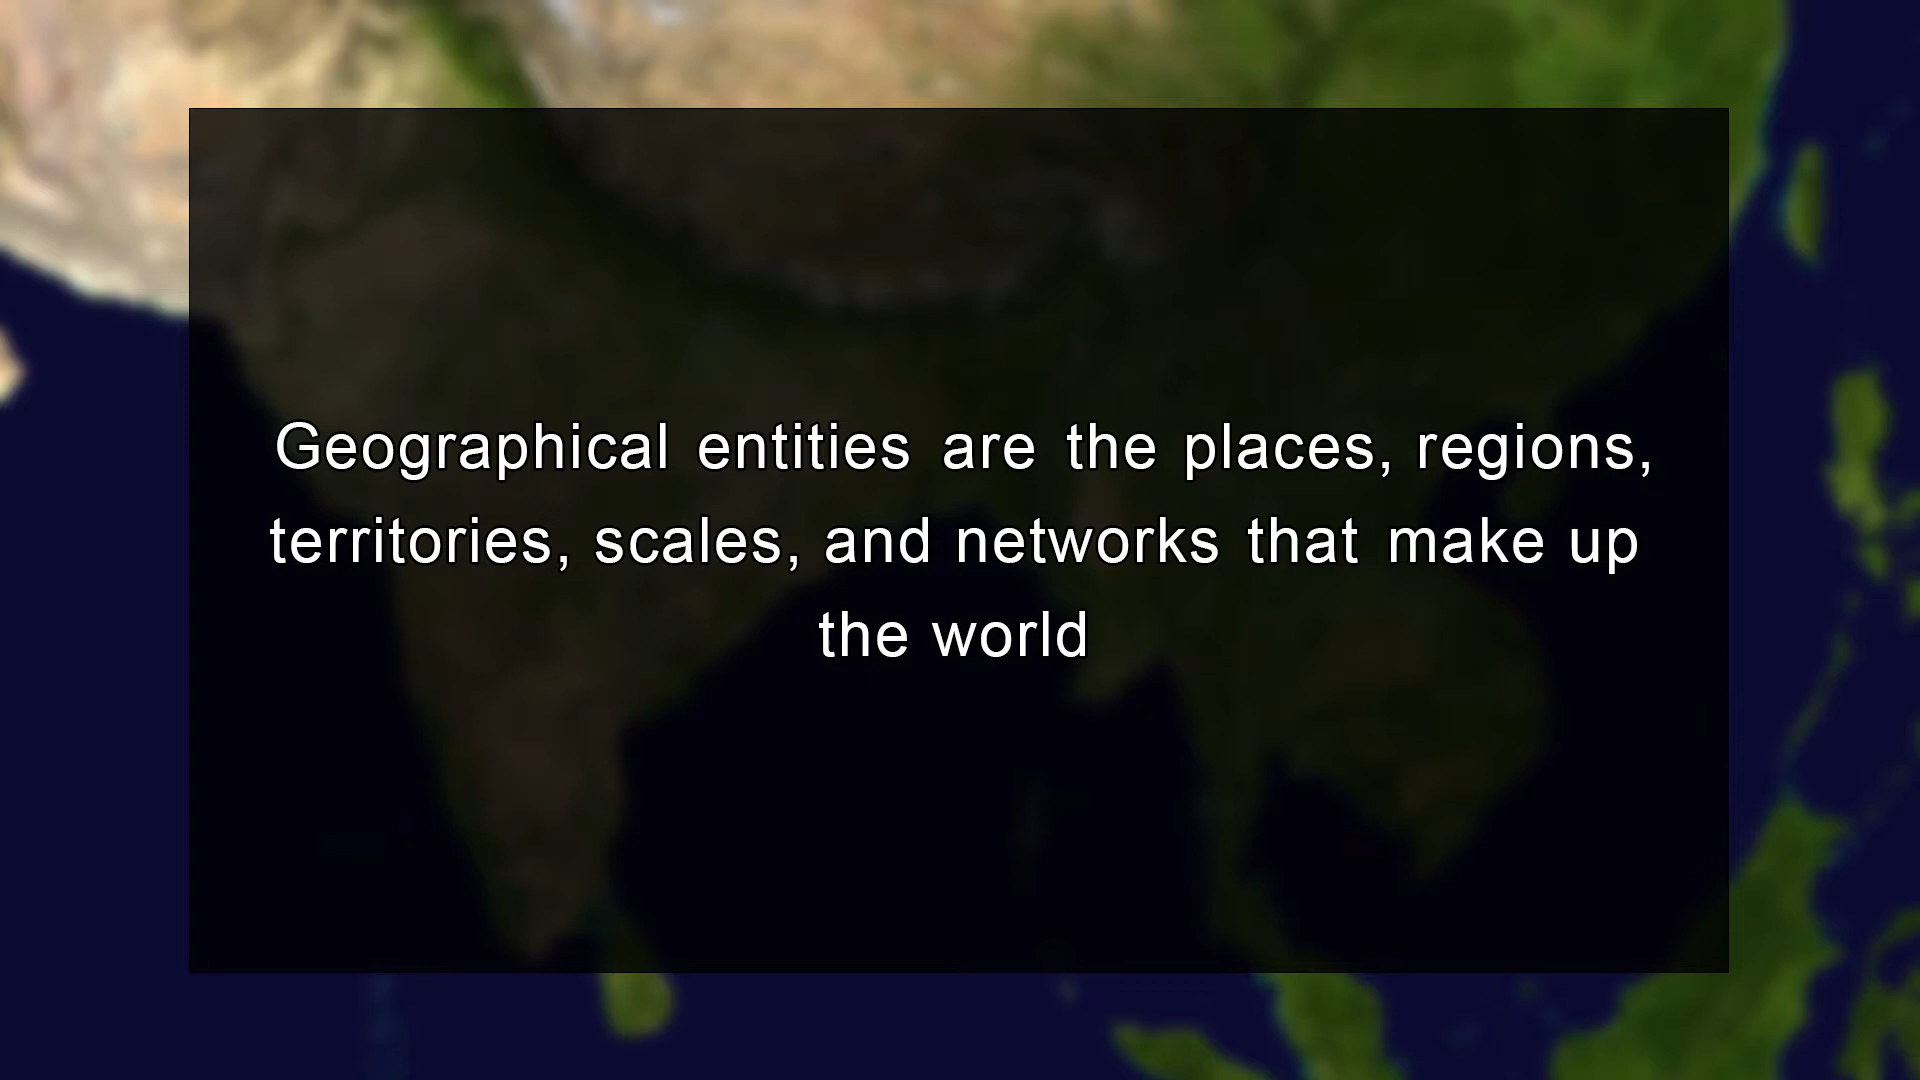 Geographical entities are the places, regions,
territories, scales, and networks that make up
the world